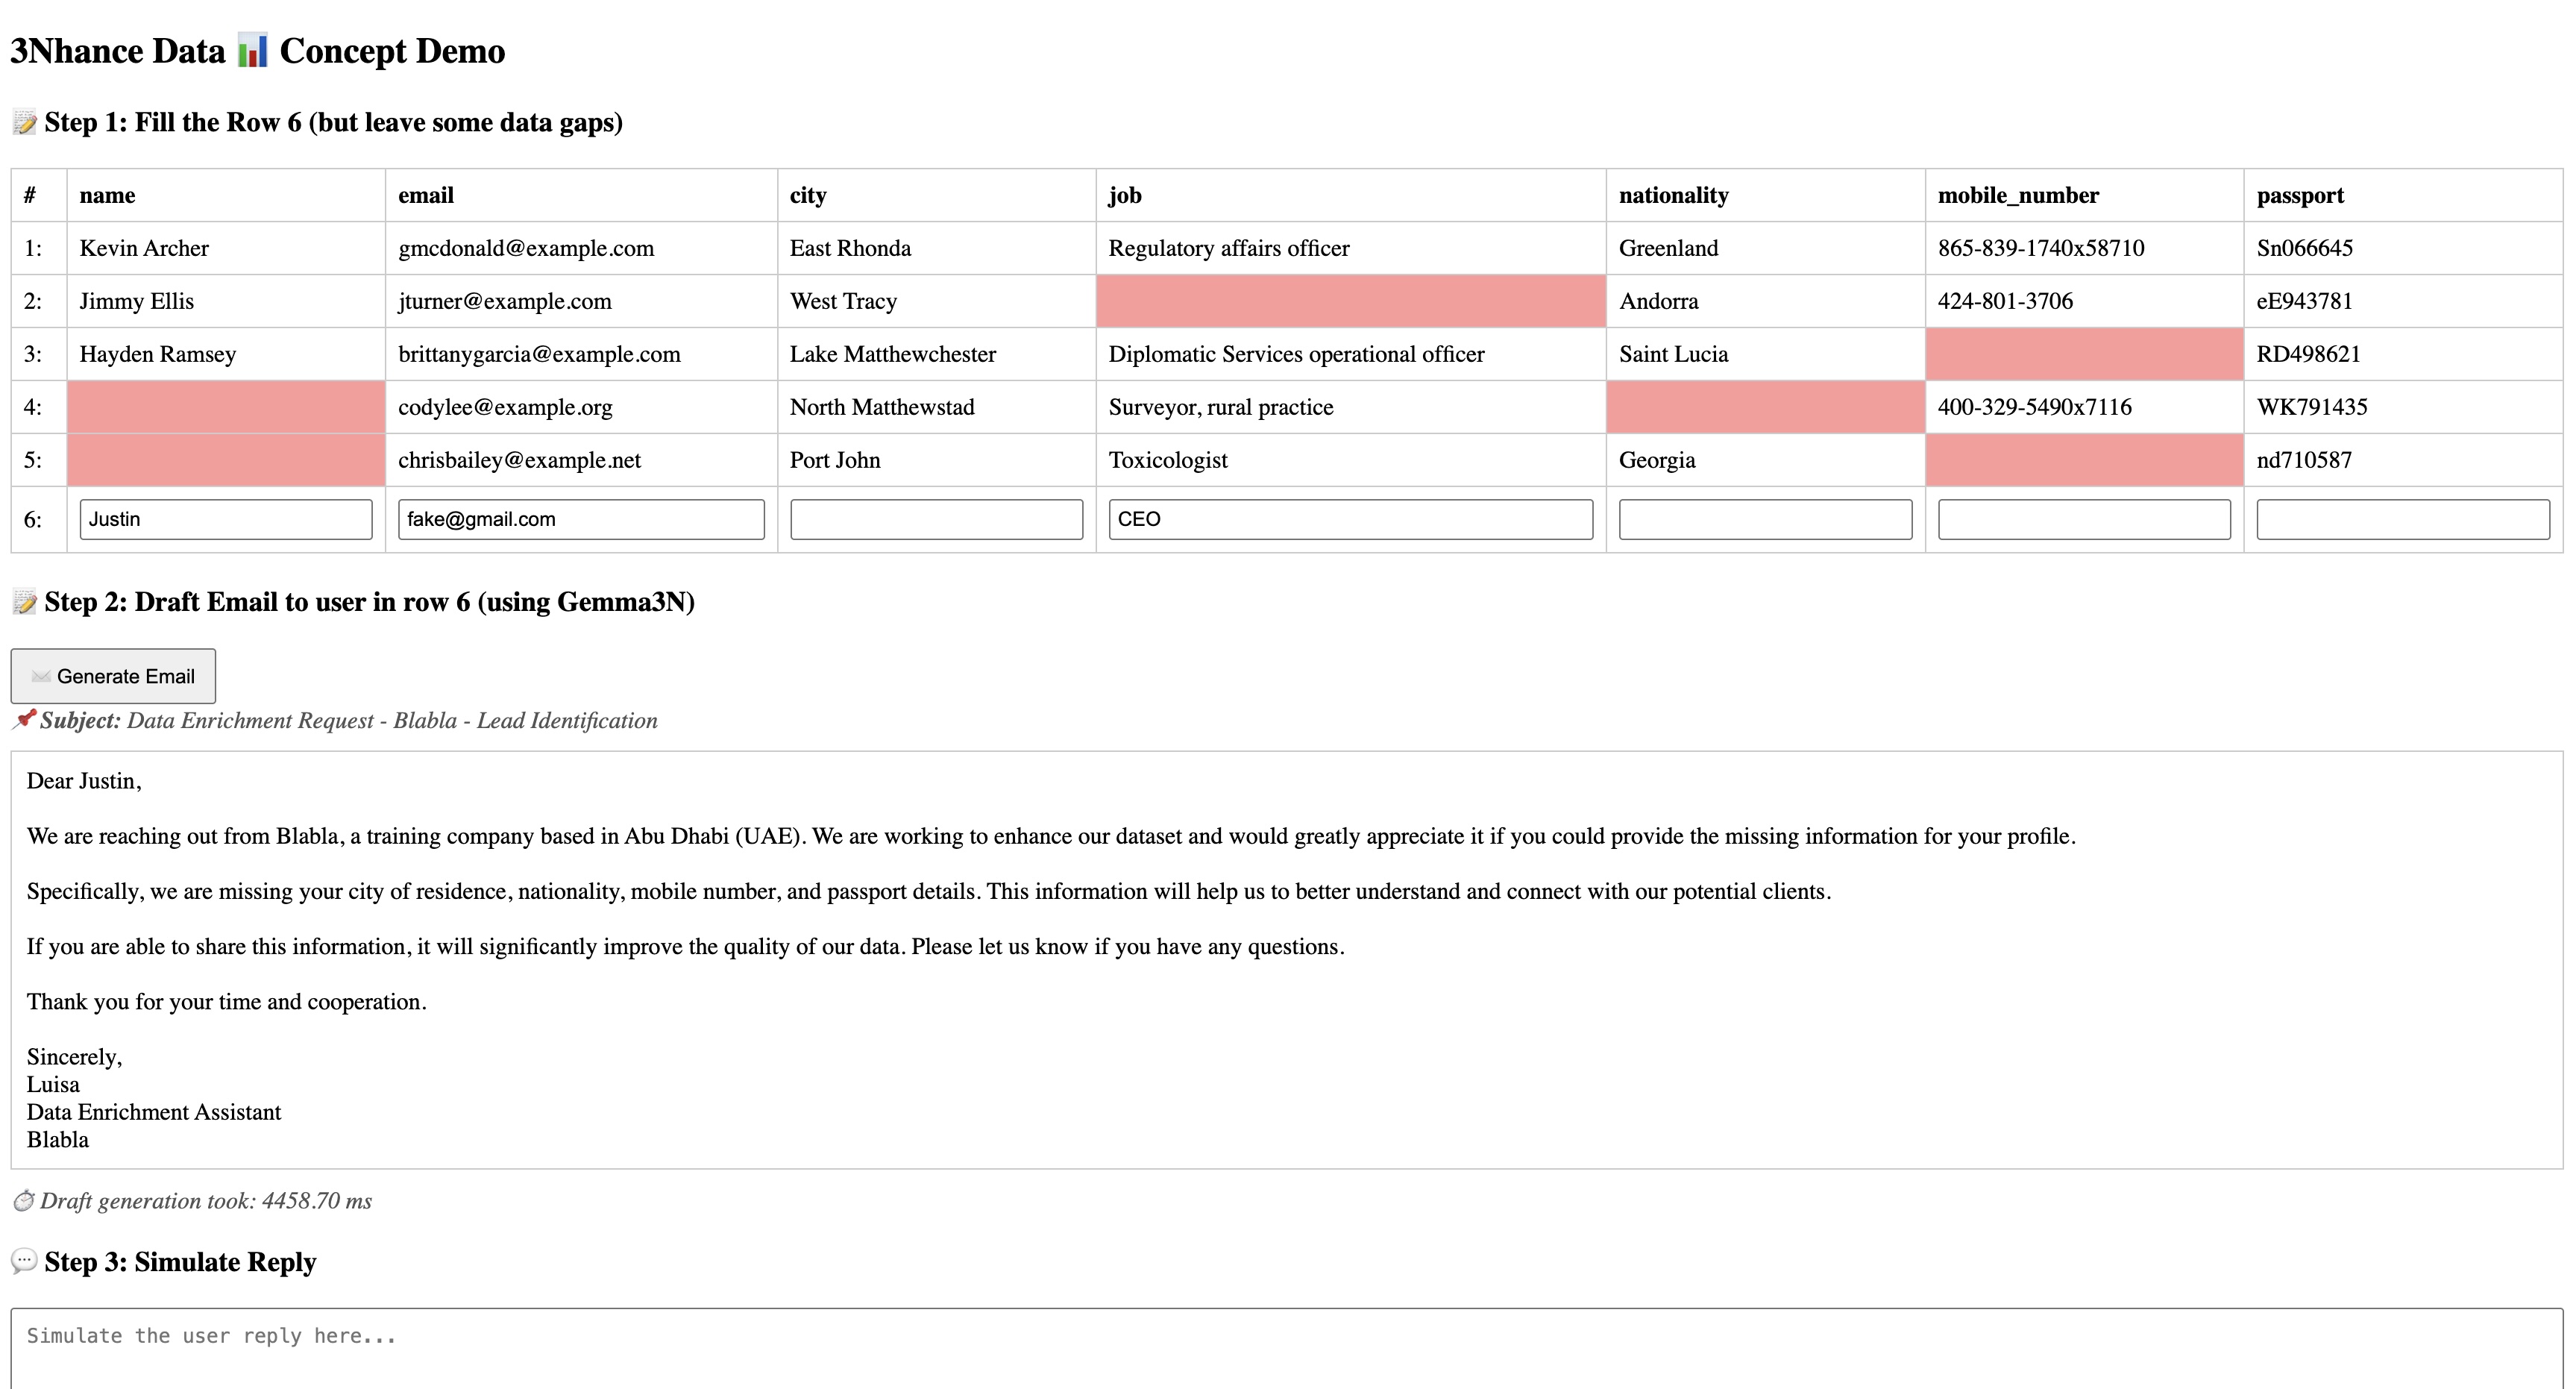 3Nhance Data 📊 Concept Demo
📝 Step 1: Fill the Row 6 (but leave some data gaps)
# name email city job nationality mobile_number passport
1: Kevin Archer gmcdonald@example.com East Rhonda Regulatory affairs officer Greenland 865-839-1740x58710 Sn066645
2: Jimmy Ellis jturner@example.com West Tracy Andorra 424-801-3706 eE943781
3: Hayden Ramsey brittanygarcia@example.com Lake Matthewchester Diplomatic Services operational officer Saint Lucia RD498621
4: codylee@example.org North Matthewstad Surveyor, rural practice 400-329-5490x7116 WK791435
5: chrisbailey@example.net Port John Toxicologist Georgia nd710587
6: Justin fake@gmail.com CEO
📝 Step 2: Draft Email to user in row 6 (using Gemma3N)
✉️ Generate Email
📌 Subject: Data Enrichment Request - Blabla - Lead Identification
Dear Justin,
We are reaching out from Blabla, a training company based in Abu Dhabi (UAE). We are working to enhance our dataset and would greatly appreciate it if you could provide the missing information for your profile.
Specifically, we are missing your city of residence, nationality, mobile number, and passport details. This information will help us to better understand and connect with our potential clients.
If you are able to share this information, it will significantly improve the quality of our data. Please let us know if you have any questions.
Thank you for your time and cooperation.
Sincerely,
Luisa
Data Enrichment Assistant
Blabla
⏱️ Draft generation took: 4458.70 ms
💬 Step 3: Simulate Reply
Simulate the user reply here...